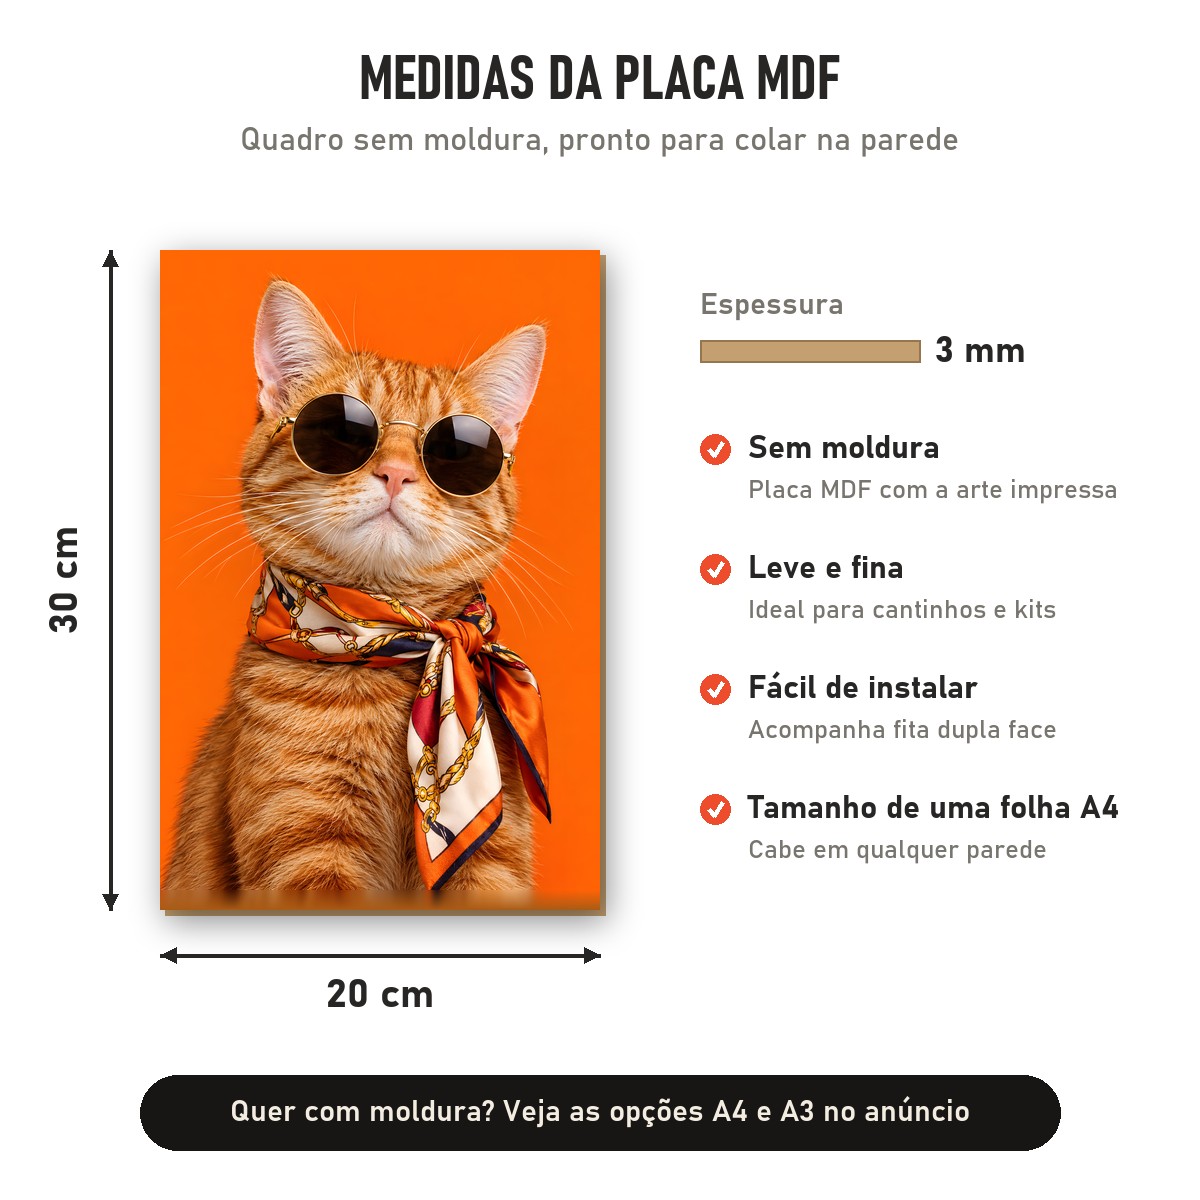 MEDIDAS DA PLACA MDF
Quadro sem moldura, pronto para colar na parede
30 cm
20 cm
Espessura
3 mm
Sem moldura
Placa MDF com a arte impressa
Leve e fina
Ideal para cantinhos e kits
Fácil de instalar
Acompanha fita dupla face
Tamanho de uma folha A4
Cabe em qualquer parede
Quer com moldura? Veja as opções A4 e A3 no anúncio